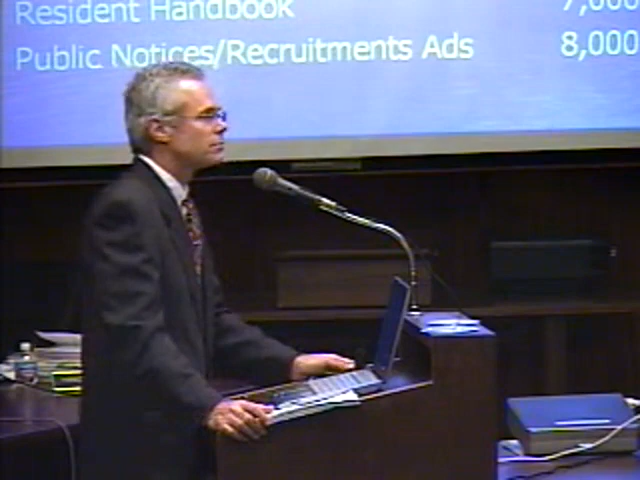 Resident Handbook 7,000
Public Notices/Recruitments Ads 8,000